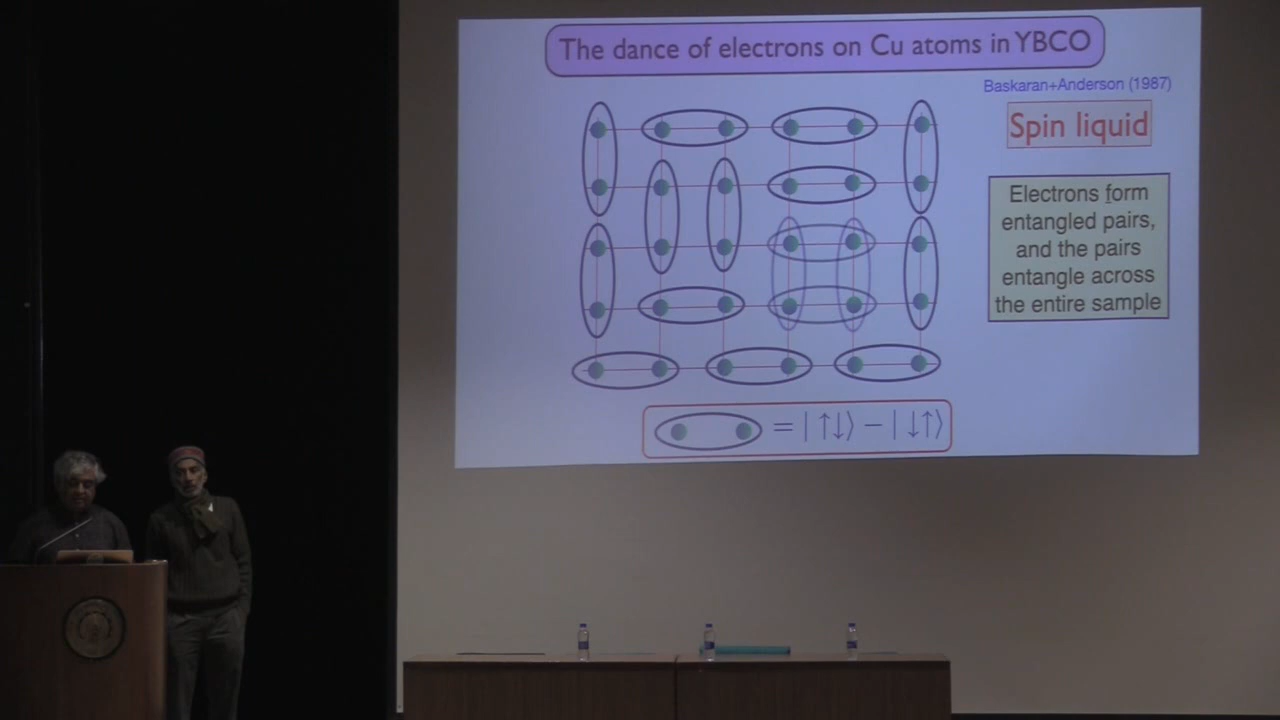 The dance of electrons on Cu atoms in YBCO
Baskaran+Anderson (1987)
Spin liquid
Electrons form
entangled pairs,
and the pairs
entangle across
the entire sample
= |↑↓⟩ − |↓↑⟩